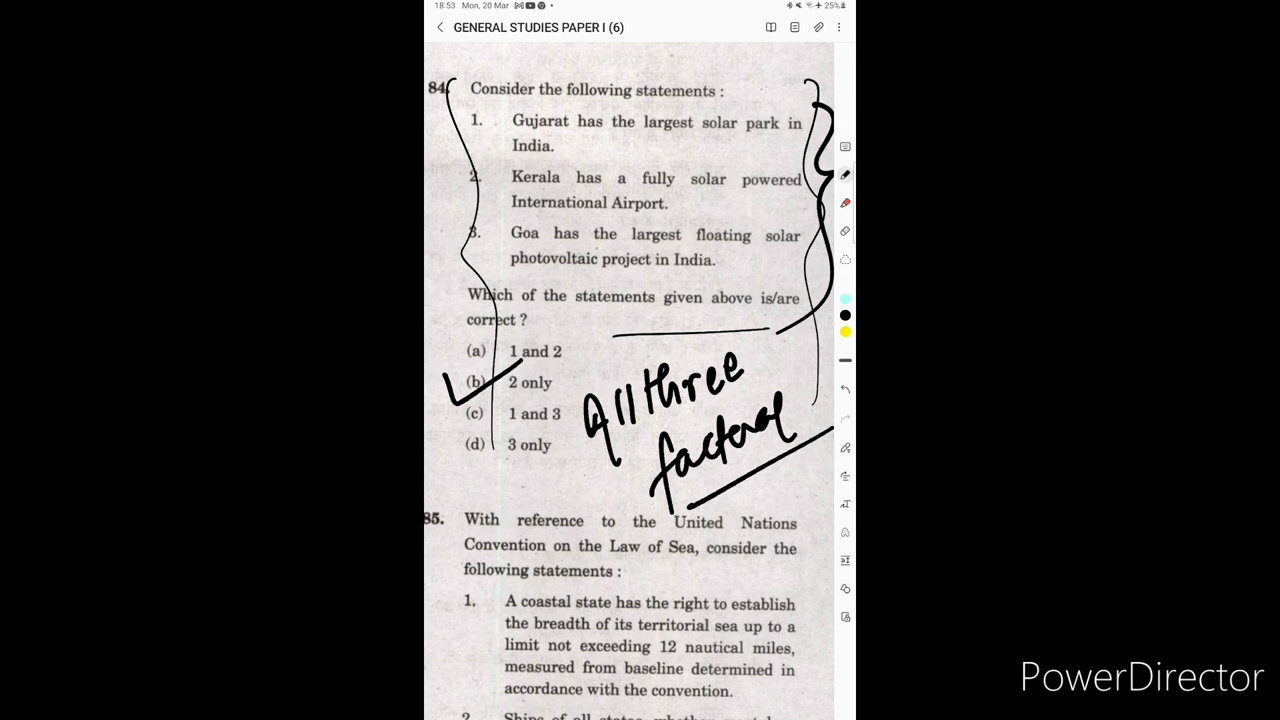 18:53 Mon, 20 Mar 25%
GENERAL STUDIES PAPER I (6)
84. Consider the following statements :
1. Gujarat has the largest solar park in
India.
2. Kerala has a fully solar powered
International Airport.
3. Goa has the largest floating solar
photovoltaic project in India.
Which of the statements given above is/are
correct ?
(a) 1 and 2
(b) 2 only
(c) 1 and 3
(d) 3 only
All three
factual
85. With reference to the United Nations
Convention on the Law of Sea, consider the
following statements :
1. A coastal state has the right to establish
the breadth of its territorial sea up to a
limit not exceeding 12 nautical miles,
measured from baseline determined in
accordance with the convention.
2. Ships of all states, whether
PowerDirector